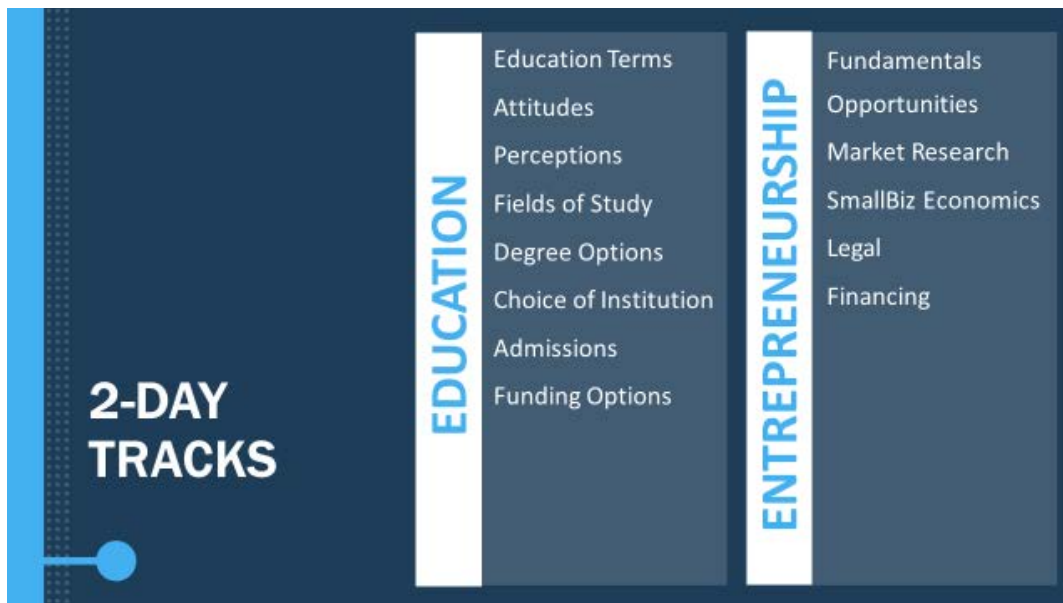 2-DAY
TRACKS
EDUCATION
Education Terms
Attitudes
Perceptions
Fields of Study
Degree Options
Choice of Institution
Admissions
Funding Options
ENTREPRENEURSHIP
Fundamentals
Opportunities
Market Research
SmallBiz Economics
Legal
Financing